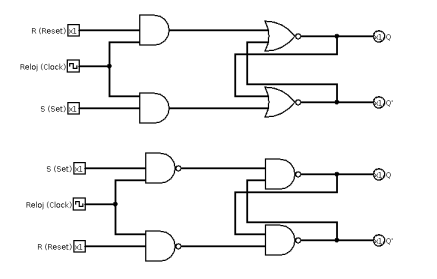 R (Reset) x1
x1 Q
Reloj (Clock)
S (Set) x1
x1 Q'
S (Set) x1
x1 Q
Reloj (Clock)
R (Reset) x1
x1 Q'